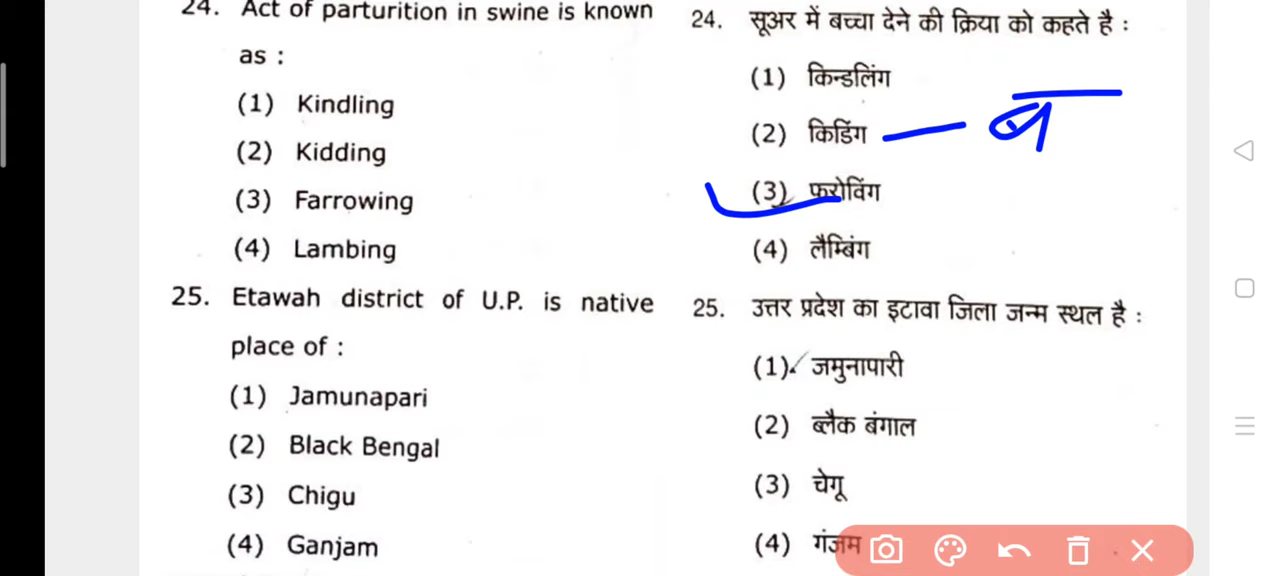 24. Act of parturition in swine is known
as :
(1) Kindling
(2) Kidding
(3) Farrowing
(4) Lambing
25. Etawah district of U.P. is native
place of :
(1) Jamunapari
(2) Black Bengal
(3) Chigu
(4) Ganjam
24. सूअर में बच्चा देने की क्रिया को कहते है :
(1) किन्डलिंग
(2) किडिंग — ब
(3) फरोविंग
(4) लैम्बिंग
25. उत्तर प्रदेश का इटावा जिला जन्म स्थल है :
(1) जमुनापारी
(2) ब्लैक बंगाल
(3) चेगू
(4) गंजम